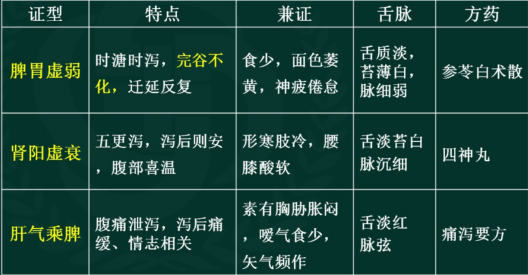 证型 特点 兼证 舌脉 方药
脾胃虚弱
时溏时泻，完谷不
化，迁延反复
食少，面色萎
黄，神疲倦怠
舌质淡，
苔薄白，
脉细弱
参苓白术散
肾阳虚衰
五更泻，泻后则安
，腹部喜温
形寒肢冷，腰
膝酸软
舌淡苔白
脉沉细
四神丸
肝气乘脾
腹痛泄泻，泻后痛
缓、情志相关
素有胸胁胀闷
，嗳气食少，
矢气频作
舌淡红
脉弦
痛泻要方